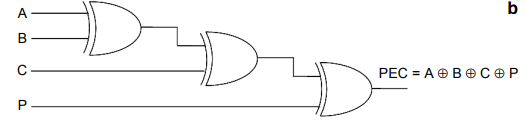 A
b
B
C
PEC = A ⊕ B ⊕ C ⊕ P
P